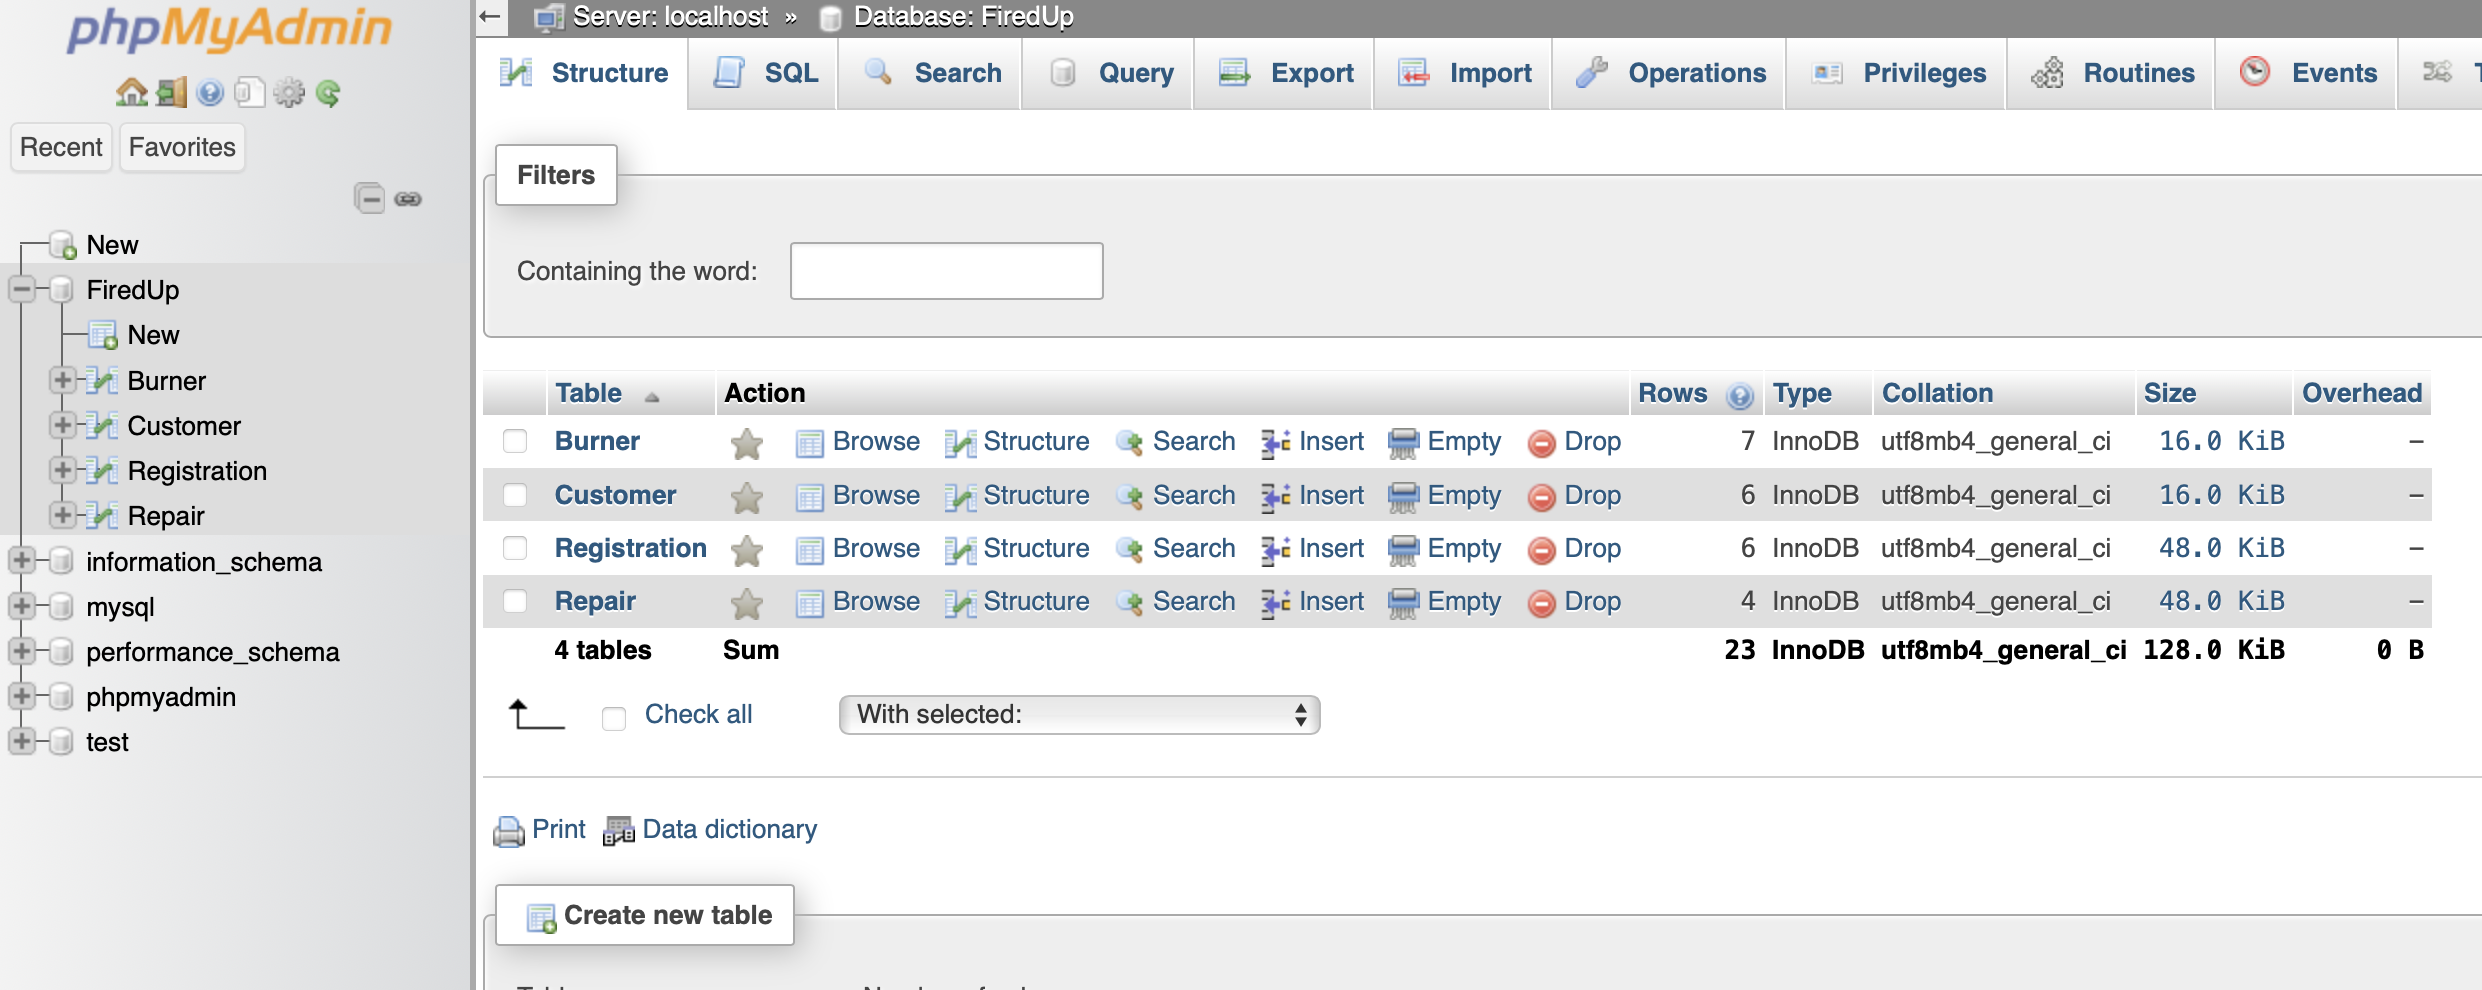 phpMyAdmin
Recent Favorites
New
FiredUp
New
Burner
Customer
Registration
Repair
information_schema
mysql
performance_schema
phpmyadmin
test
Server: localhost » Database: FiredUp
Structure SQL Search Query Export Import Operations Privileges Routines Events
Filters
Containing the word:
Table Action Rows Type Collation Size Overhead
Burner Browse Structure Search Insert Empty Drop 7 InnoDB utf8mb4_general_ci 16.0 KiB –
Customer Browse Structure Search Insert Empty Drop 6 InnoDB utf8mb4_general_ci 16.0 KiB –
Registration Browse Structure Search Insert Empty Drop 6 InnoDB utf8mb4_general_ci 48.0 KiB –
Repair Browse Structure Search Insert Empty Drop 4 InnoDB utf8mb4_general_ci 48.0 KiB –
4 tables Sum 23 InnoDB utf8mb4_general_ci 128.0 KiB 0 B
Check all With selected:
Print Data dictionary
Create new table